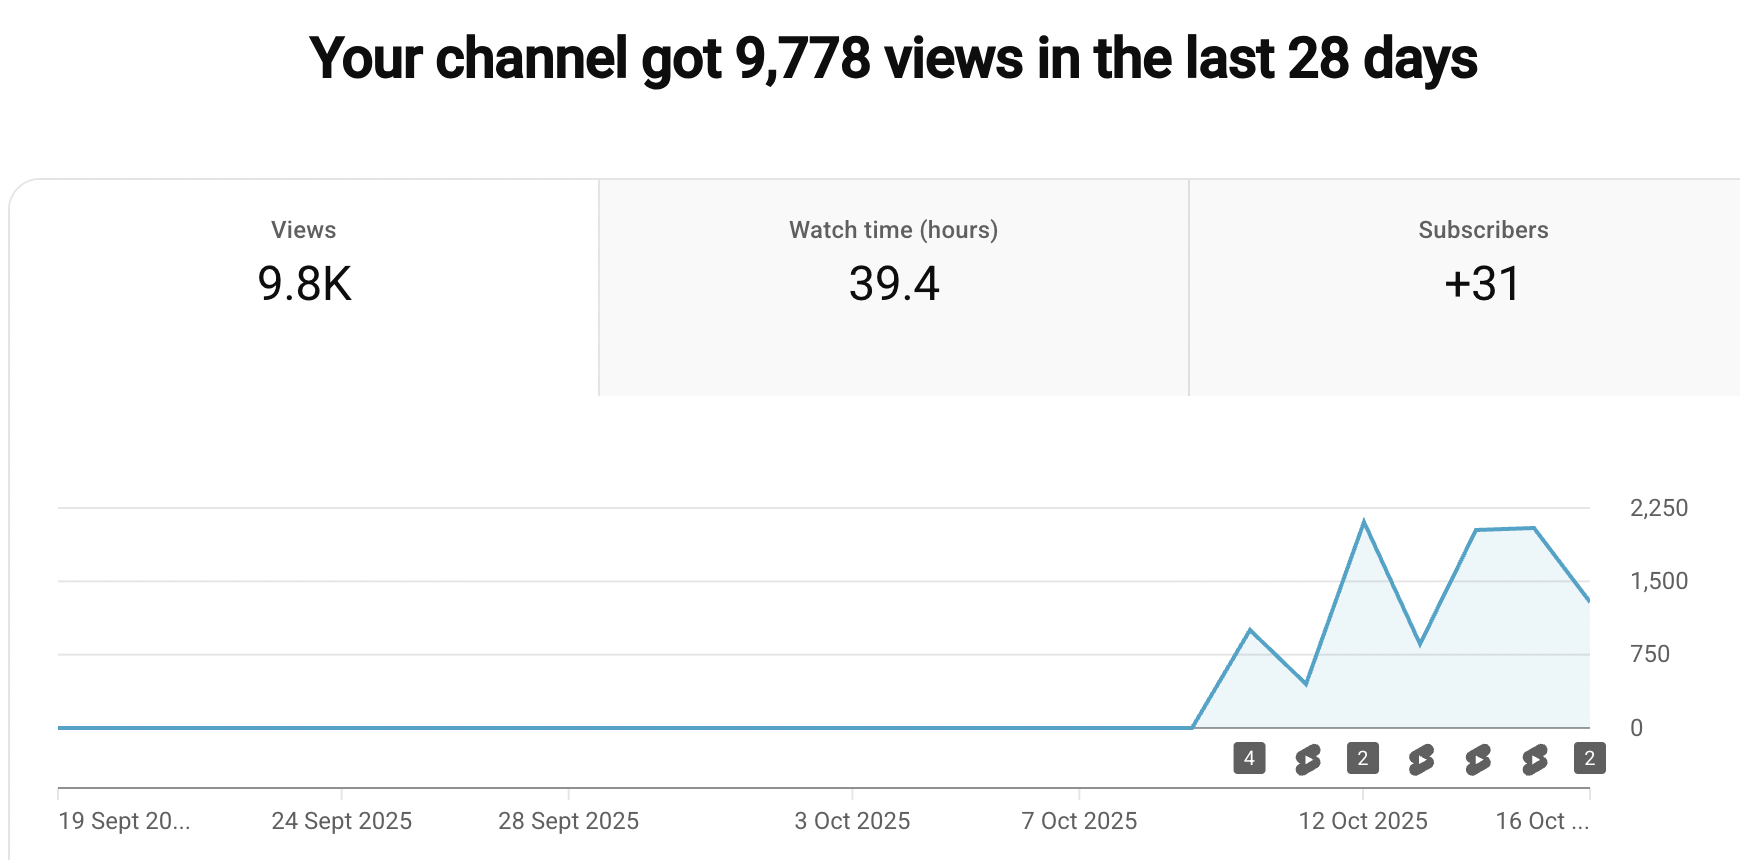 Your channel got 9,778 views in the last 28 days
Views
9.8K
Watch time (hours)
39.4
Subscribers
+31
2,250
1,500
750
0
4
2
2
19 Sept 20...
24 Sept 2025
28 Sept 2025
3 Oct 2025
7 Oct 2025
12 Oct 2025
16 Oct ...